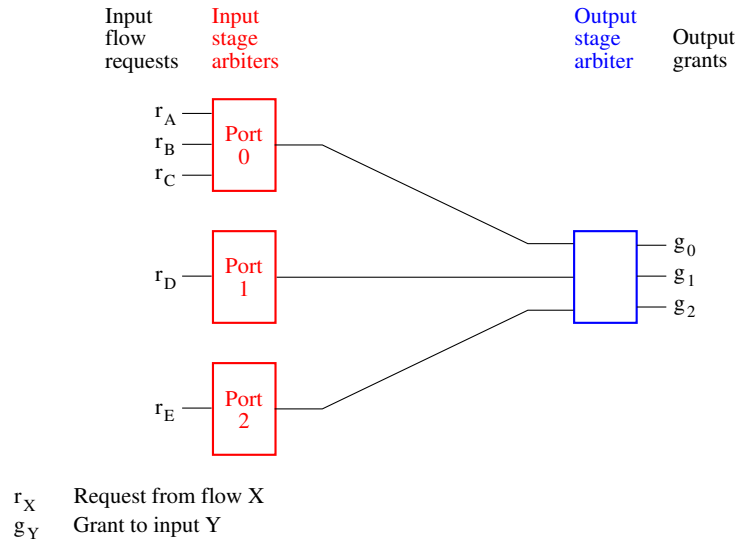 Input
flow
requests
Input
stage
arbiters
Output
stage
arbiter
Output
grants
r_A
r_B
r_C
Port
0
r_D
Port
1
r_E
Port
2
g_0
g_1
g_2
r_X Request from flow X
g_Y Grant to input Y